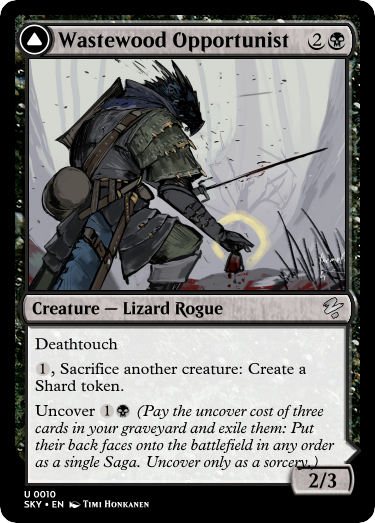 Wastewood Opportunist 2
Creature — Lizard Rogue
Deathtouch
1, Sacrifice another creature: Create a
Shard token.
Uncover 1 (Pay the uncover cost of three
cards in your graveyard and exile them: Put
their back faces onto the battlefield in any order
as a single Saga. Uncover only as a sorcery.)
2/3
U 0010
SKY • EN Timi Honkanen